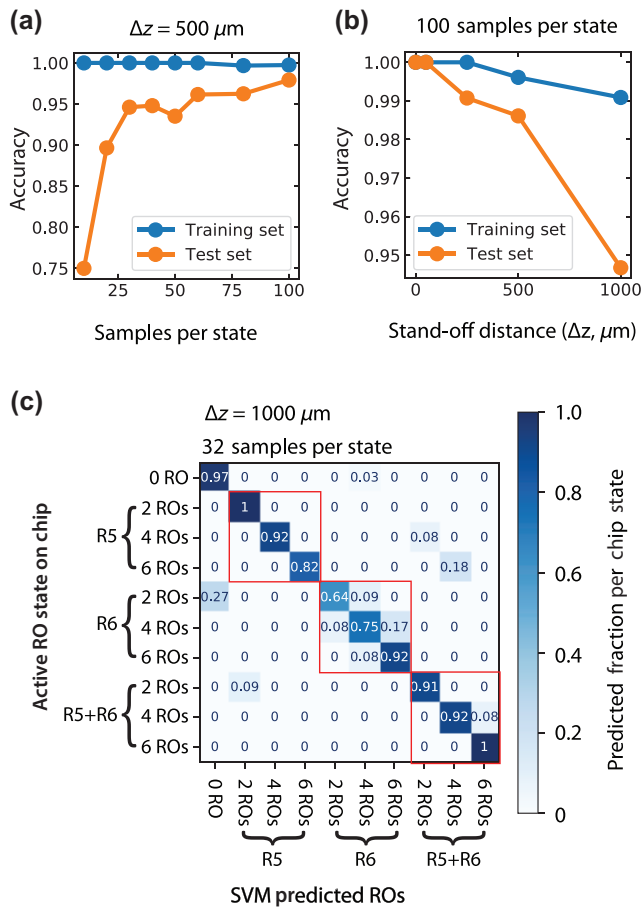 (a)
Δz = 500 μm
1.00
0.95
0.90
0.85
0.80
0.75
Accuracy
Training set
Test set
25
50
75
100
Samples per state
(b)
100 samples per state
1.00
0.99
0.98
0.97
0.96
0.95
Accuracy
Training set
Test set
0
500
1000
Stand-off distance (Δz, μm)
(c)
Δz = 1000 μm
32 samples per state
Active RO state on chip
0 RO 0.97 0 0 0 0 0.03 0 0 0 0
R5
2 ROs 0 1 0 0 0 0 0 0 0 0
4 ROs 0 0 0.92 0 0 0 0 0.08 0 0
6 ROs 0 0 0 0.82 0 0 0 0 0.18 0
R6
2 ROs 0.27 0 0 0 0.64 0.09 0 0 0 0
4 ROs 0 0 0 0 0.08 0.75 0.17 0 0 0
6 ROs 0 0 0 0 0 0.08 0.92 0 0 0
R5+R6
2 ROs 0 0.09 0 0 0 0 0 0.91 0 0
4 ROs 0 0 0 0 0 0 0 0 0.92 0.08
6 ROs 0 0 0 0 0 0 0 0 0 1
0 RO
2 ROs
4 ROs
6 ROs
2 ROs
4 ROs
6 ROs
2 ROs
4 ROs
6 ROs
R5
R6
R5+R6
SVM predicted ROs
1.0
0.8
0.6
0.4
0.2
0
Predicted fraction per chip state